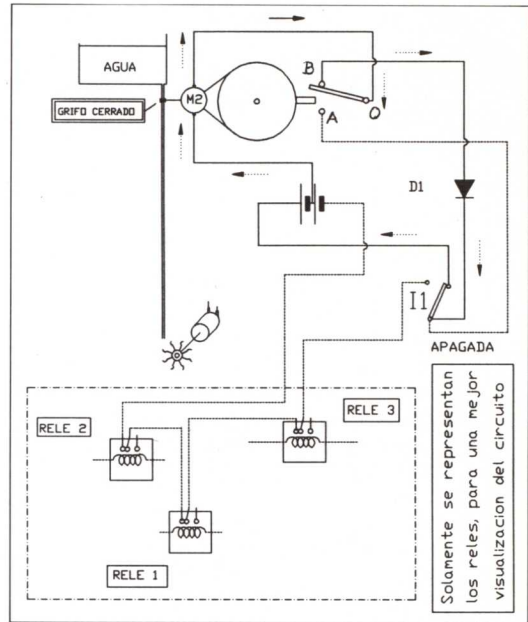 AGUA
GRIFO CERRADO
M2
B
A
O
D1
I1
APAGADA
RELE 3
RELE 2
RELE 1
Solamente se representan
los reles, para una mejor
visualizacion del circuito